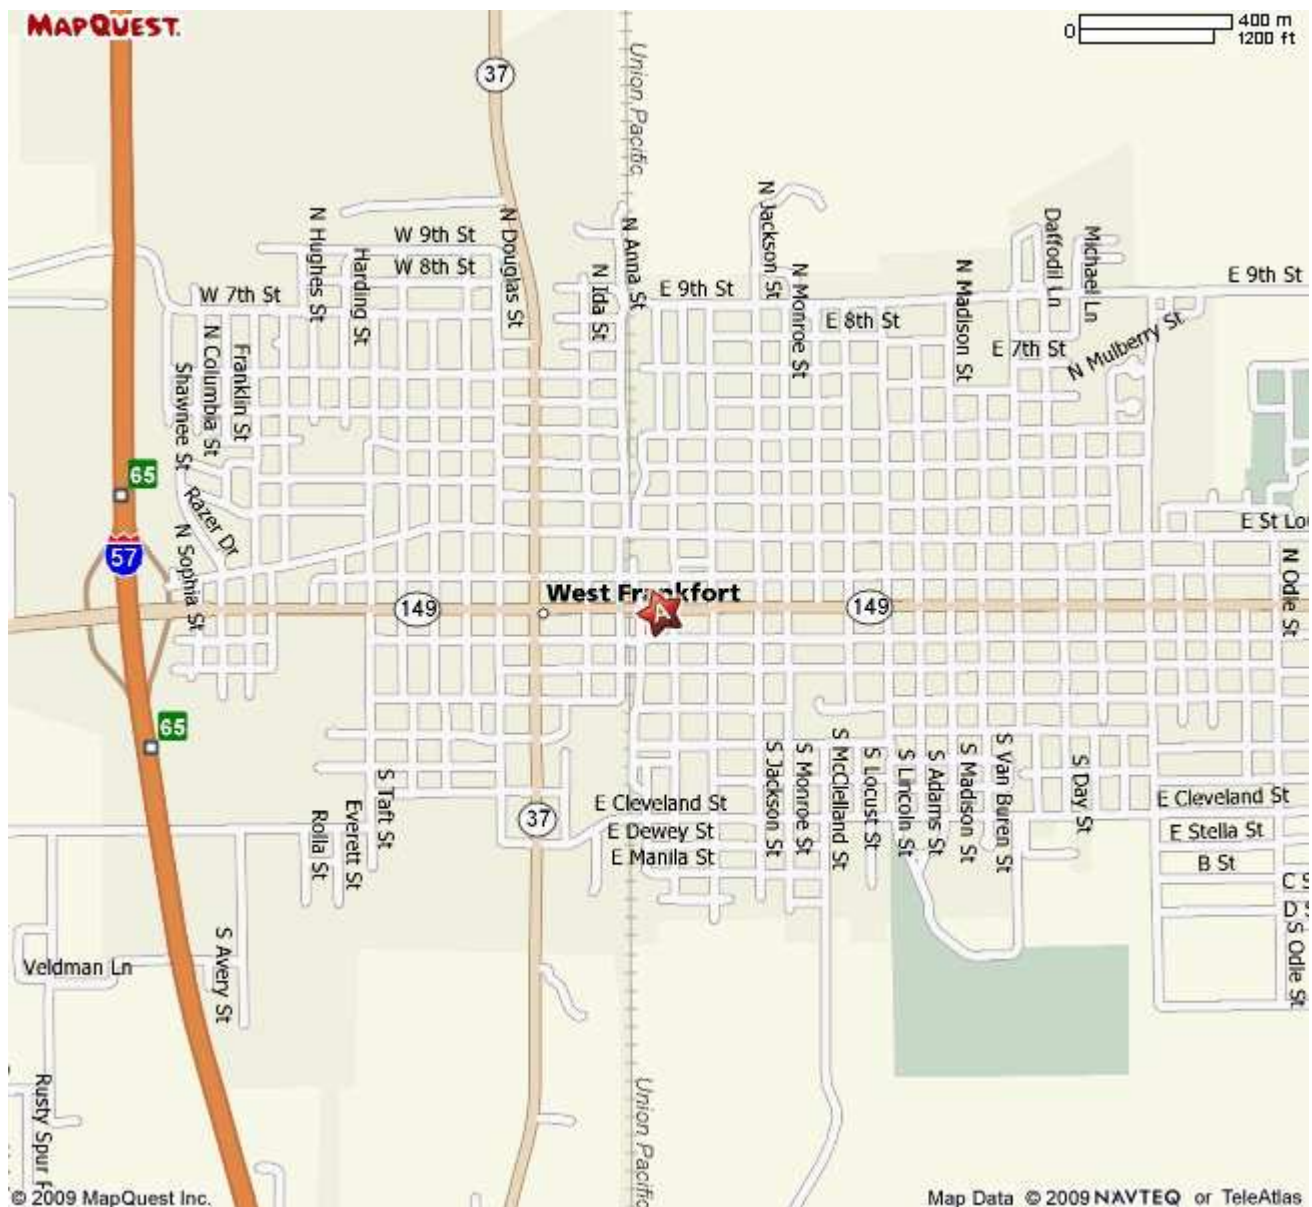 MAPQUEST.
0
400 m
1200 ft
37
Union Pacific
N Hughes St
Harding St
W 9th St
W 8th St
W 7th St
N Douglas St
N Ida St
N Anna St
N Jackson St
N Monroe St
E 9th St
E 8th St
N Madison St
Daffodil Ln
Michael Ln
E 9th St
E 7th St
N Mulberry St
Shawnee St
N Columbia St
Franklin St
65
Razer Dr
E St Lou
57
N Sophia St
N Odle St
West Frankfort
A
149
149
65
S Taft St
Everett St
Rolla St
37
E Cleveland St
E Dewey St
E Manila St
S Jackson St
S Monroe St
S McClelland St
S Locust St
S Lincoln St
S Adams St
S Madison St
S Van Buren St
S Day St
E Cleveland St
E Stella St
B St
C S
D S
S Odle St
S Avery St
Veldman Ln
Rusty Spur
Union Pacific
© 2009 MapQuest Inc.
Map Data © 2009 NAVTEQ or TeleAtlas